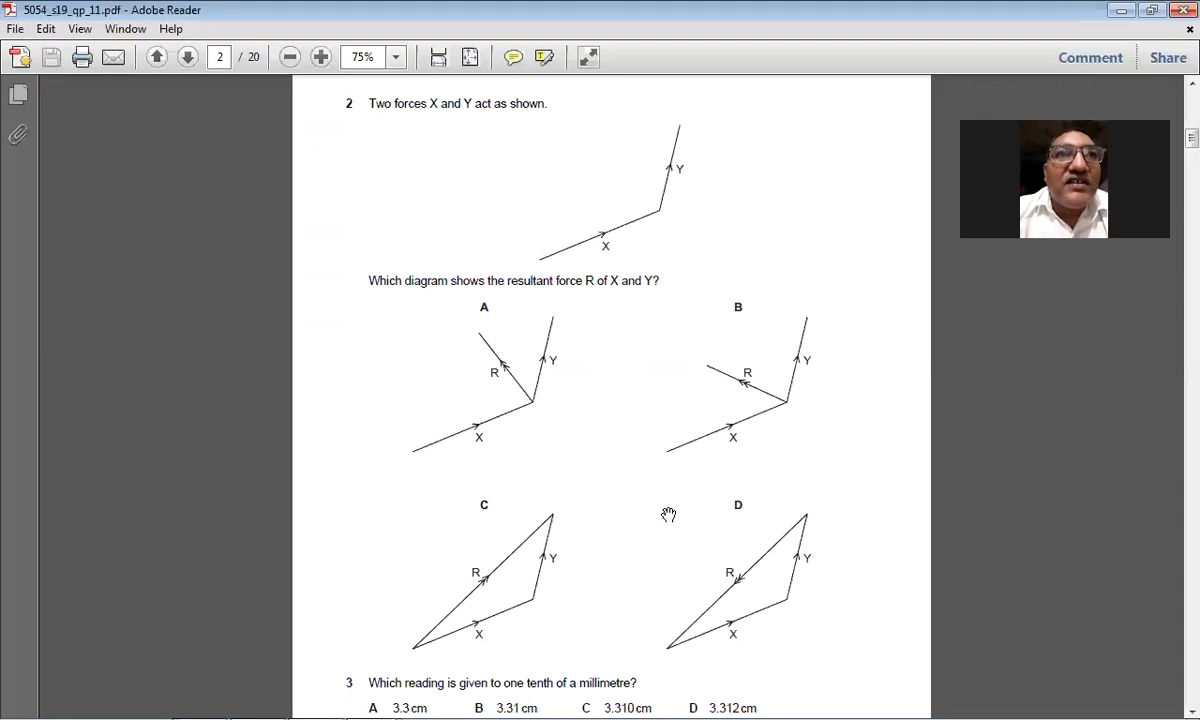 5054_s19_qp_11.pdf - Adobe Reader
File Edit View Window Help
2 / 20 75% Comment Share
2 Two forces X and Y act as shown.
Y
X
Which diagram shows the resultant force R of X and Y?
A B
Y Y
R R
X X
C D
Y Y
R R
X X
3 Which reading is given to one tenth of a millimetre?
A 3.3 cm B 3.31 cm C 3.310 cm D 3.312 cm